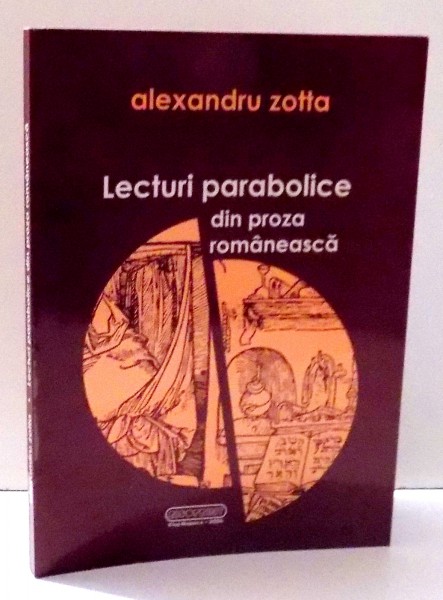 alexandru zotta
Lecturi parabolice
din proza
românească